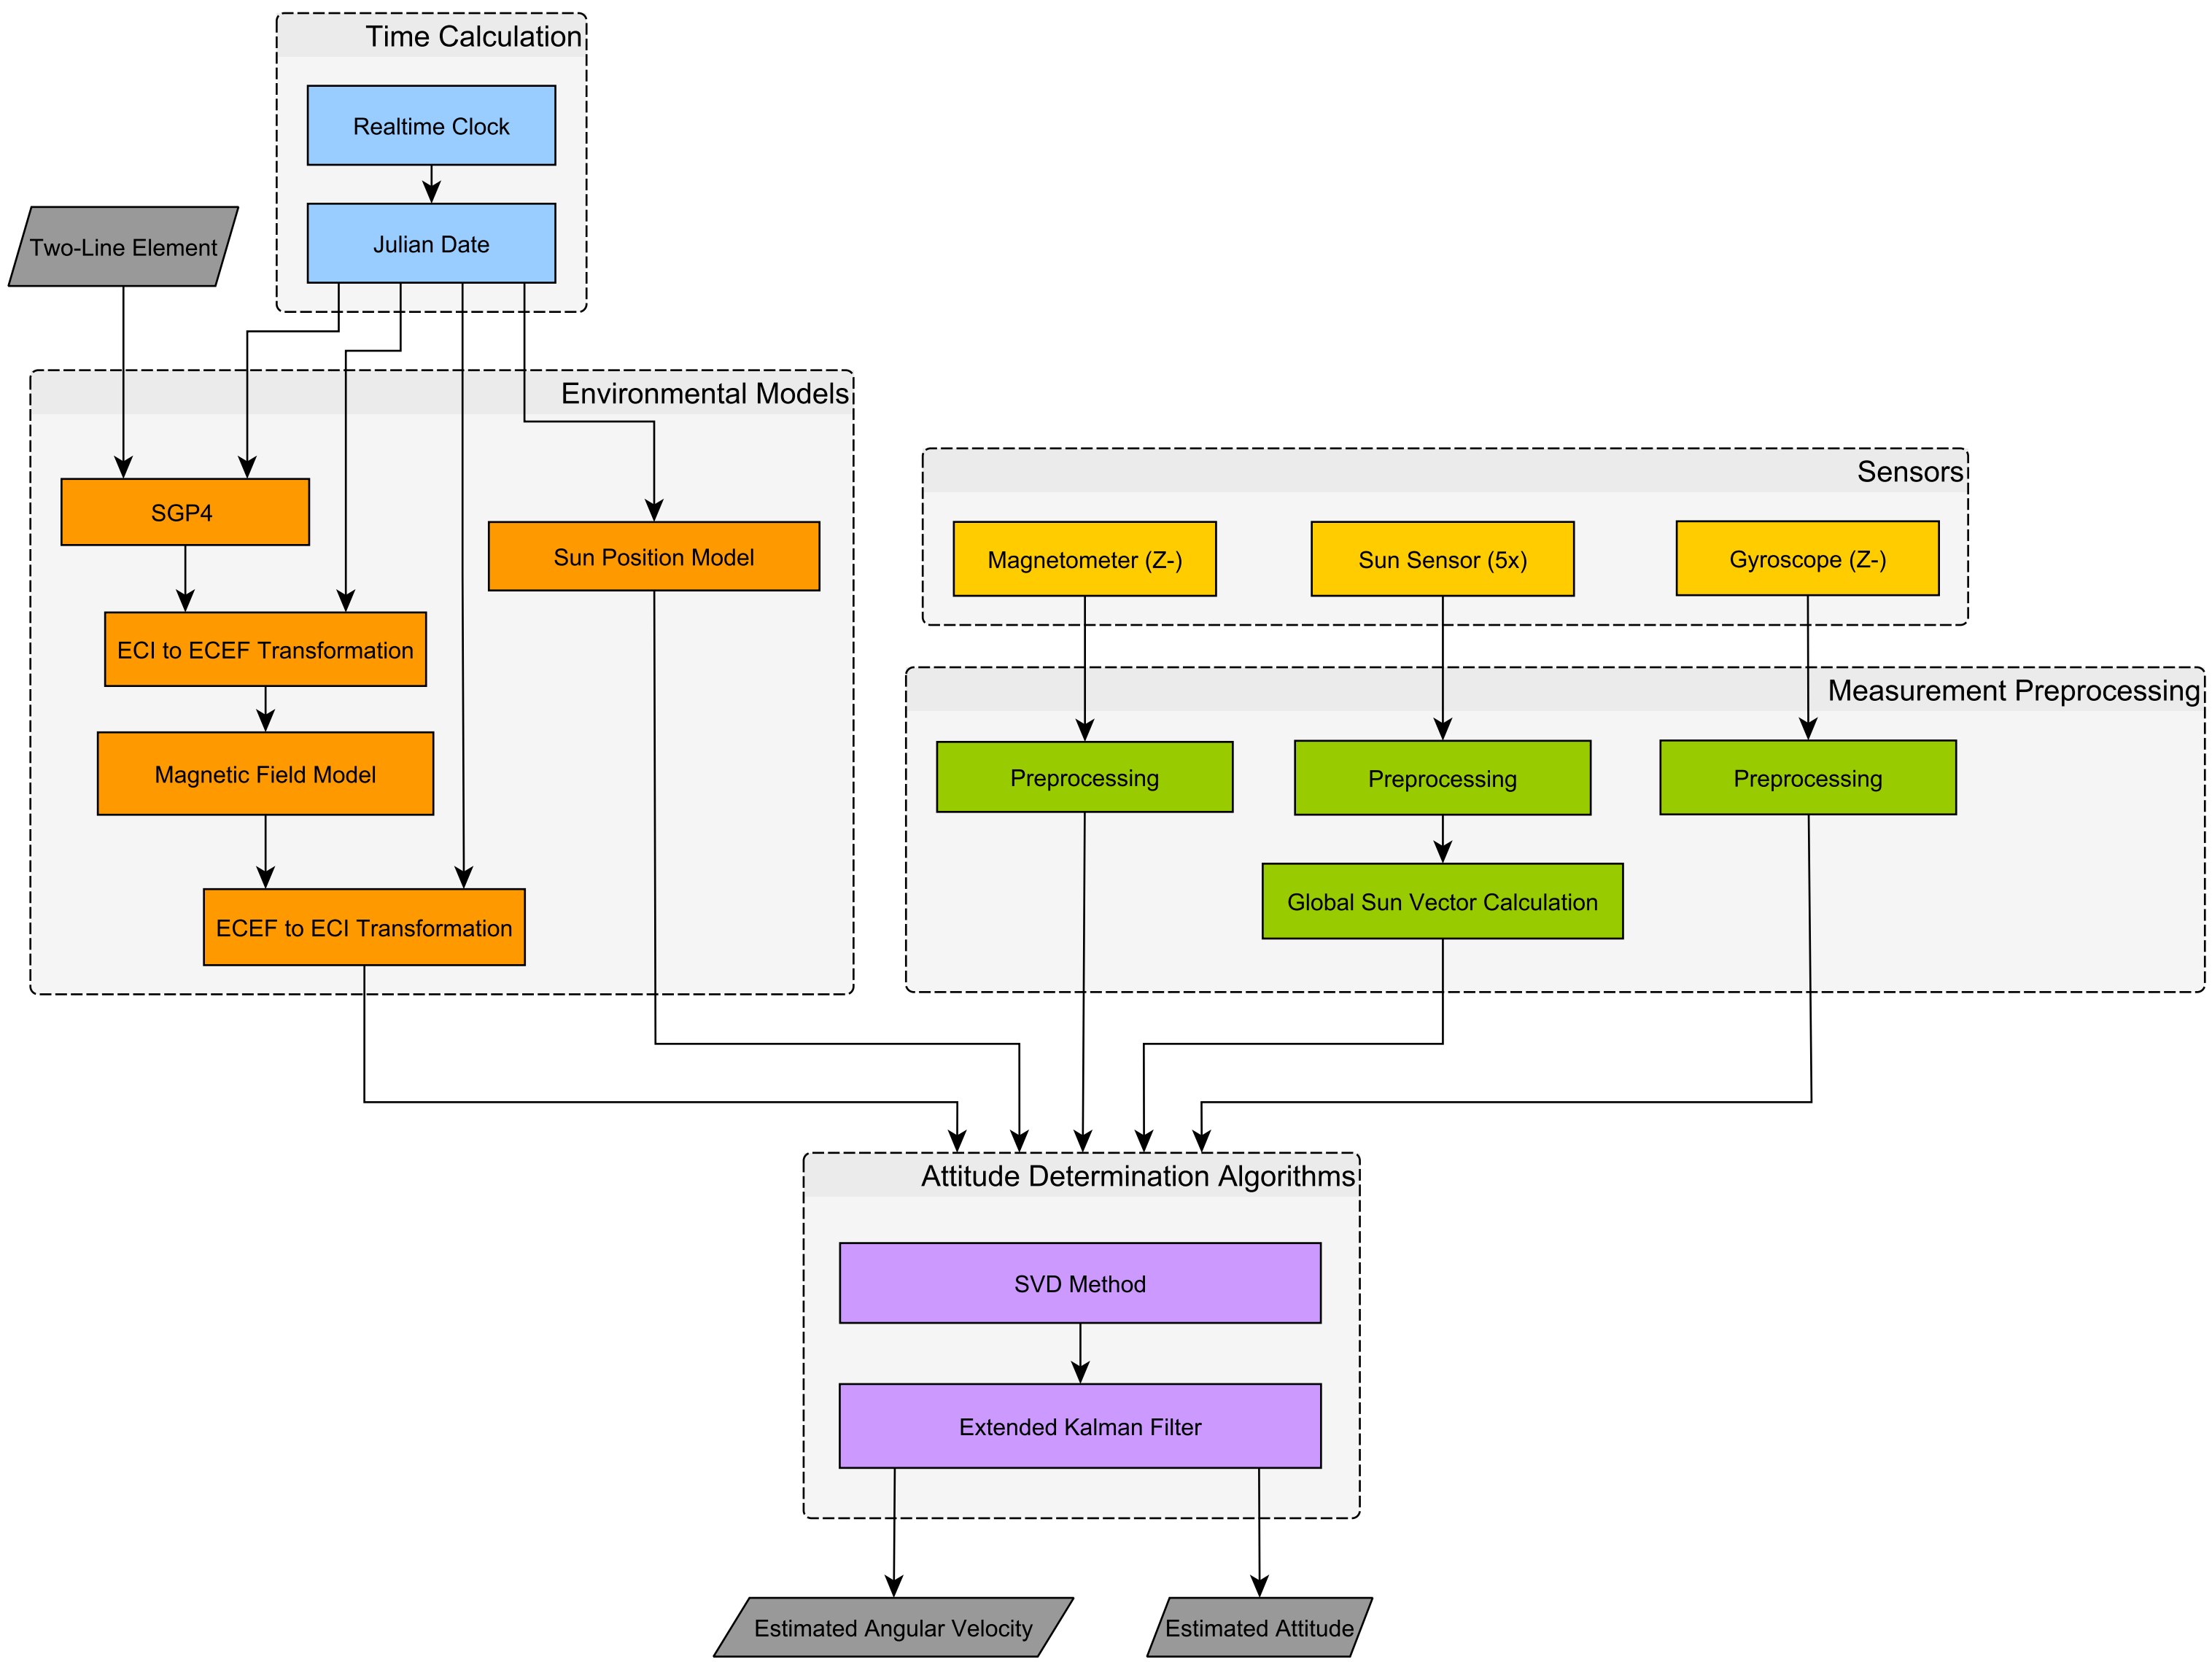 Time Calculation
Realtime Clock
Julian Date
Two-Line Element
Environmental Models
SGP4
Sun Position Model
ECI to ECEF Transformation
Magnetic Field Model
ECEF to ECI Transformation
Sensors
Magnetometer (Z-)
Sun Sensor (5x)
Gyroscope (Z-)
Measurement Preprocessing
Preprocessing
Preprocessing
Preprocessing
Global Sun Vector Calculation
Attitude Determination Algorithms
SVD Method
Extended Kalman Filter
Estimated Angular Velocity
Estimated Attitude